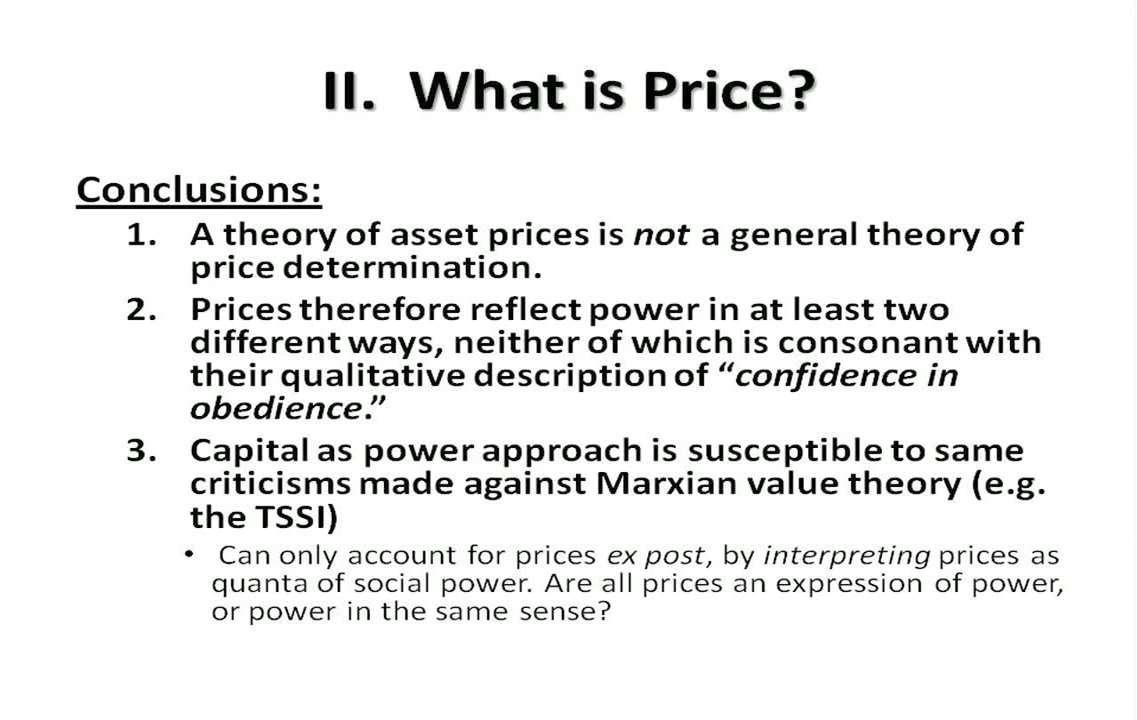 II. What is Price?
Conclusions:
1. A theory of asset prices is not a general theory of
price determination.
2. Prices therefore reflect power in at least two
different ways, neither of which is consonant with
their qualitative description of “confidence in
obedience.”
3. Capital as power approach is susceptible to same
criticisms made against Marxian value theory (e.g.
the TSSI)
• Can only account for prices ex post, by interpreting prices as
quanta of social power. Are all prices an expression of power,
or power in the same sense?